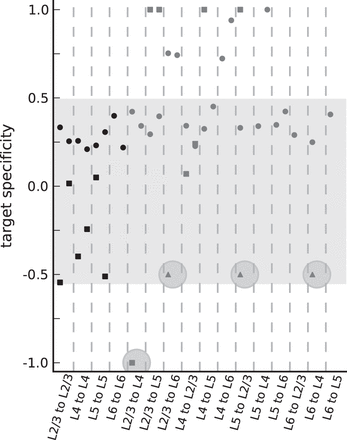 1.0
0.5
0.0
-0.5
-1.0
target specificity
L2/3 to L2/3
L4 to L4
L5 to L5
L6 to L6
L2/3 to L4
L2/3 to L5
L2/3 to L6
L4 to L2/3
L4 to L5
L4 to L6
L5 to L2/3
L5 to L4
L5 to L6
L6 to L2/3
L6 to L4
L6 to L5